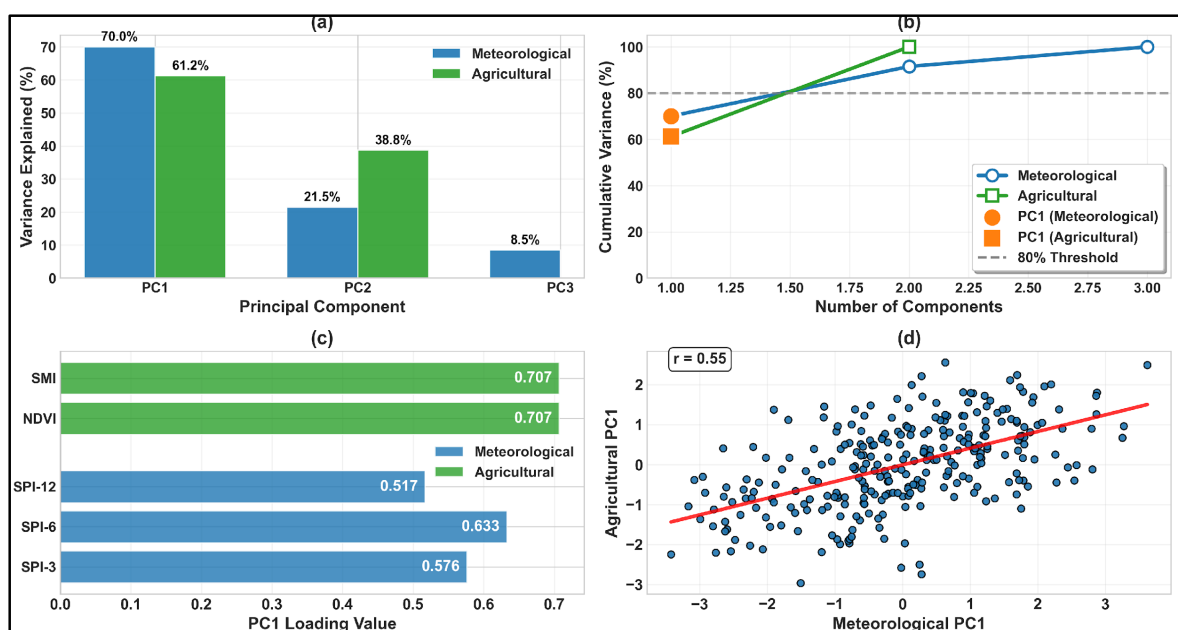 (a)
70.0%
61.2%
38.8%
21.5%
8.5%
Meteorological
Agricultural
Variance Explained (%)
70
60
50
40
30
20
10
0
PC1 PC2 PC3
Principal Component
(b)
Cumulative Variance (%)
100
80
60
40
20
0
Meteorological
Agricultural
PC1 (Meteorological)
PC1 (Agricultural)
80% Threshold
1.00 1.25 1.50 1.75 2.00 2.25 2.50 2.75 3.00
Number of Components
(c)
SMI 0.707
NDVI 0.707
Meteorological
Agricultural
SPI-12 0.517
SPI-6 0.633
SPI-3 0.576
0.0 0.1 0.2 0.3 0.4 0.5 0.6 0.7
PC1 Loading Value
(d)
r = 0.55
Agricultural PC1
2
1
0
−1
−2
−3
−3 −2 −1 0 1 2 3
Meteorological PC1